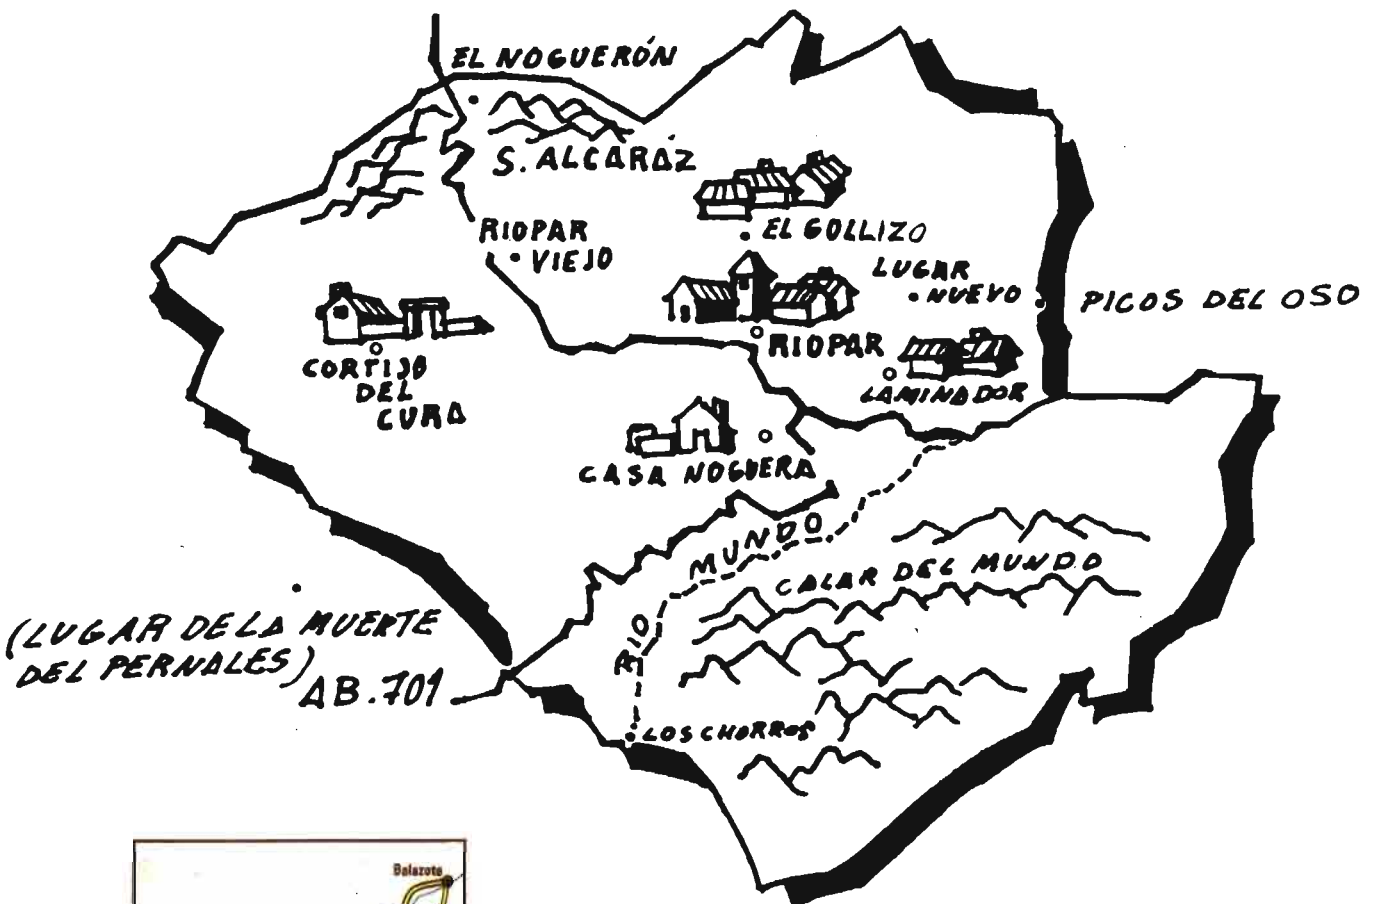 EL NOGUERÓN
S. ALCARÁZ
EL GOLLIZO
RIOPAR
VIEJO
LUGAR
NUEVO
PICOS DEL OSO
RIOPAR
LAMINADOR
CORTIJO
DEL
CURA
CASA NOGUERA
RIO MUNDO
CALAR DEL MUNDO
(LUGAR DE LA MUERTE
DEL PERNALES)
AB.701
LOS CHORROS
Balazote